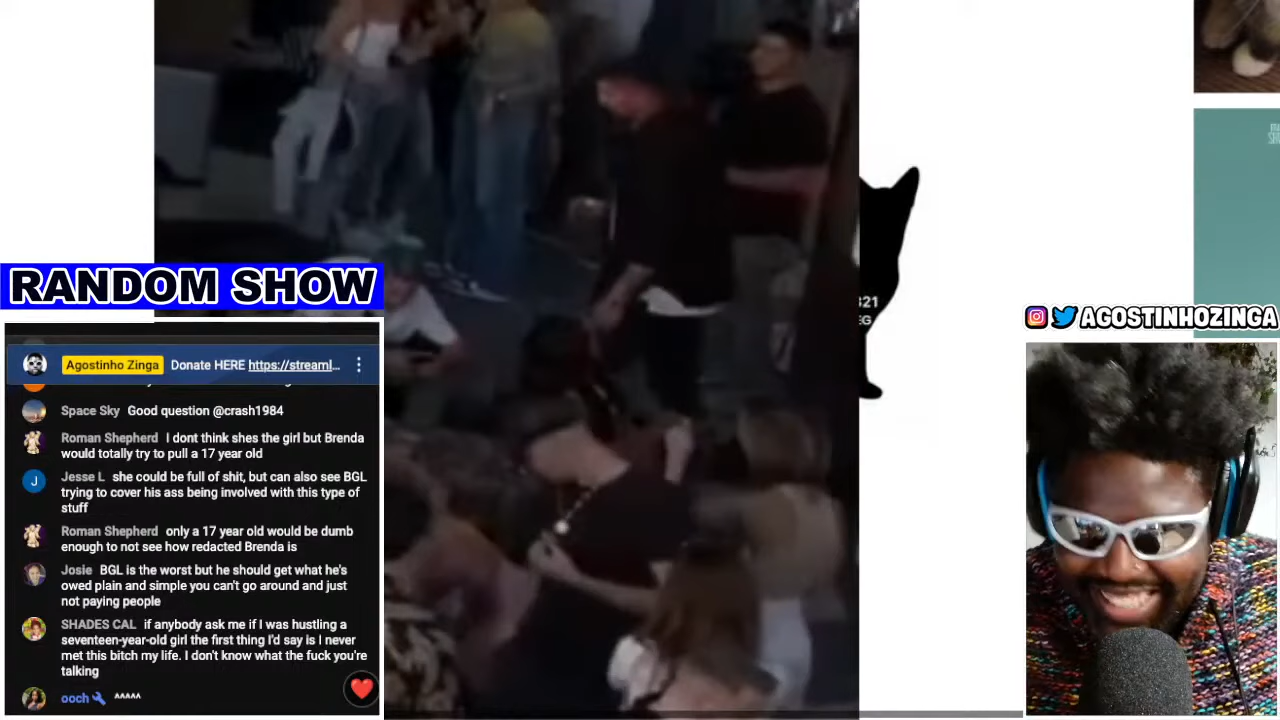 321
EG
RANDOM SHOW
AGOSTINHOZINGA
Agostinho Zinga Donate HERE https://streaml...
Space Sky Good question @crash1984
Roman Shepherd I dont think shes the girl but Brenda
would totally try to pull a 17 year old
Jesse L she could be full of shit, but can also see BGL
trying to cover his ass being involved with this type of
stuff
Roman Shepherd only a 17 year old would be dumb
enough to not see how redacted Brenda is
Josie BGL is the worst but he should get what he's
owed plain and simple you can't go around and just
not paying people
SHADES CAL if anybody ask me if I was hustling a
seventeen-year-old girl the first thing I'd say is I never
met this bitch my life. I don't know what the fuck you're
talking
ooch ^^^^^